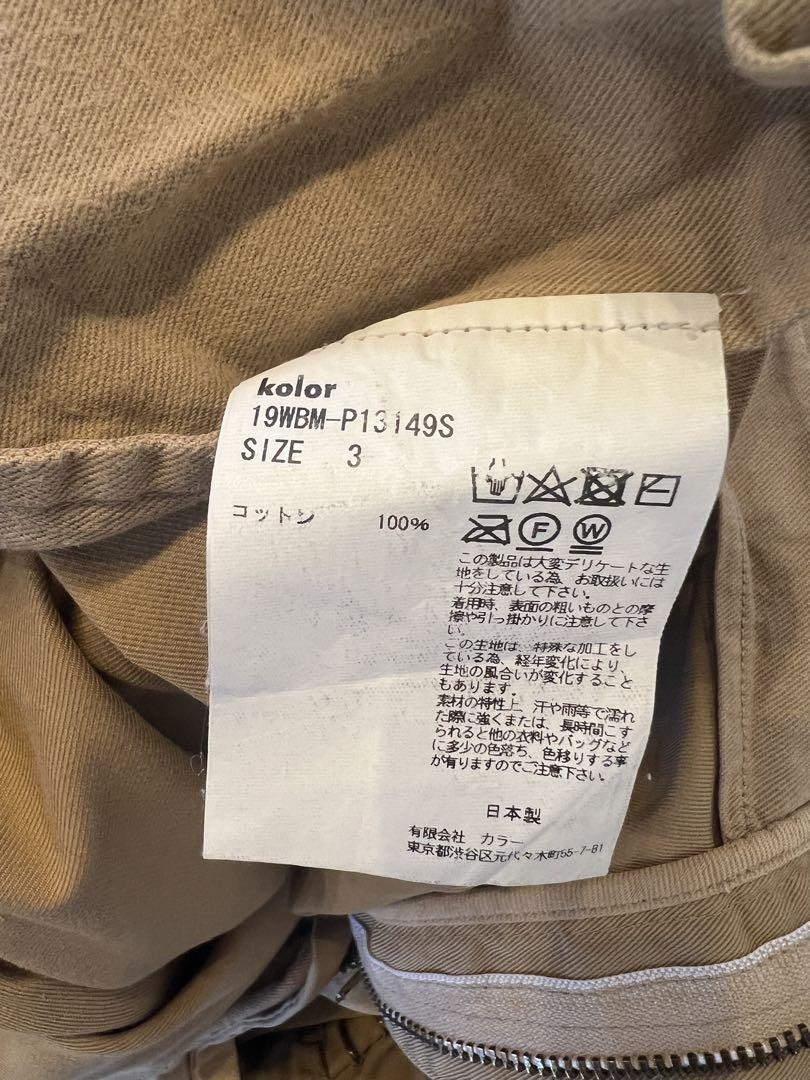 kolor
19WBM-P13149S
SIZE 3
コットン 100%
F W
この製品は大変デリケートな生
地をしている為、お取扱いには
十分注意して下さい。
着用時、表面の粗いものとの摩
擦や引っ掛かりに注意して下さ
い。
この生地は、特殊な加工をし
ている為、経年変化により、
生地の風合いが変化すること
もあります。
素材の特性上、汗や雨等で濡れ
た際に強くまたは、長時間こす
られると他の衣料やバッグなど
に多少の色落ち、色移りする事
が有りますのでご注意下さい。
日本製
有限会社 カラー
東京都渋谷区元代々木町55-7-B1